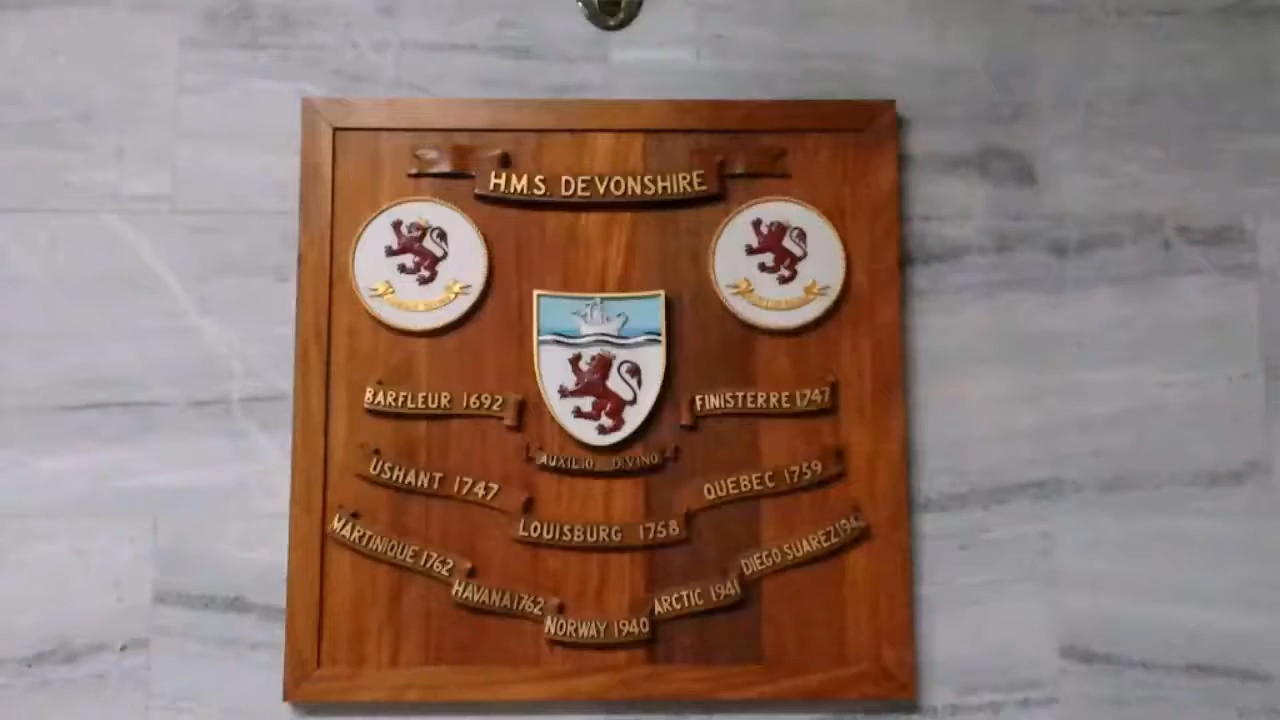 H.M.S. DEVONSHIRE
BARFLEUR 1692
FINISTERRE 1747
AUXILIO DIVINO
USHANT 1747
QUEBEC 1759
LOUISBURG 1758
MARTINIQUE 1762
DIEGO SUAREZ
HAVANA 1762
ARCTIC 1941
NORWAY 1940